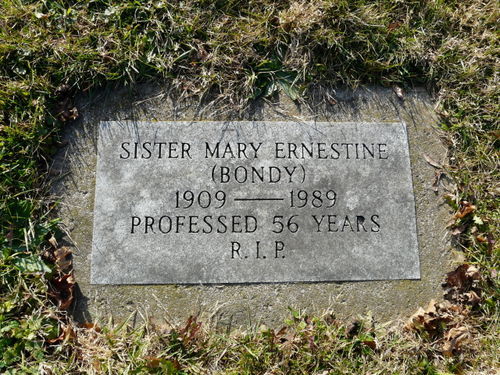 SISTER MARY ERNESTINE
(BONDY)
1909 — 1989
PROFESSED 56 YEARS
R.I.P.